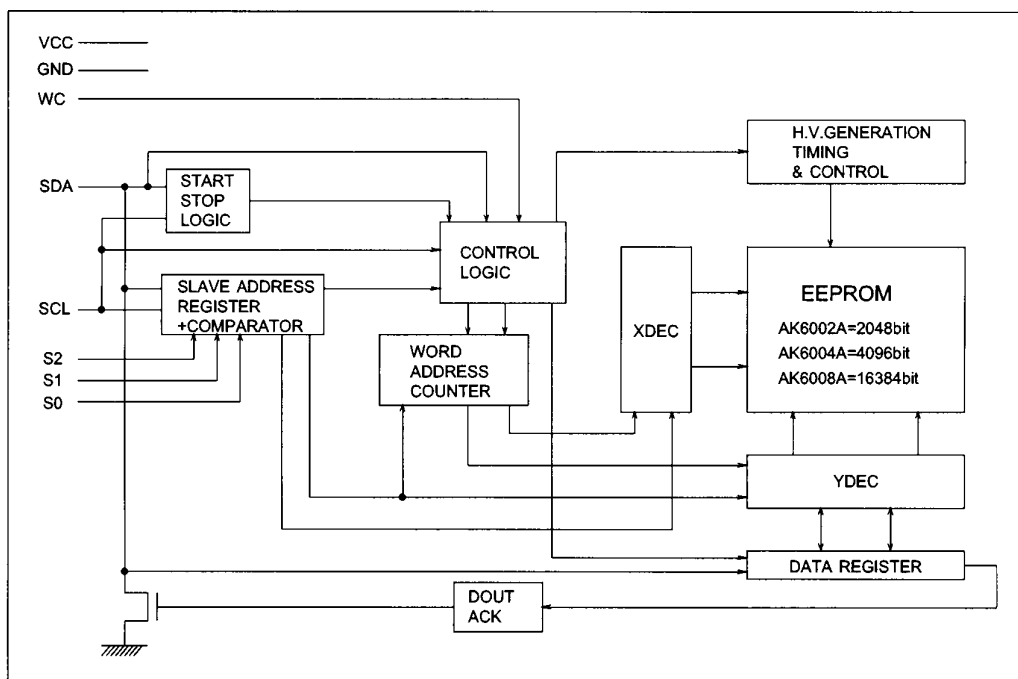 VCC
GND
WC
SDA
SCL
S2
S1
S0
START
STOP
LOGIC
SLAVE ADDRESS
REGISTER
+COMPARATOR
CONTROL
LOGIC
WORD
ADDRESS
COUNTER
XDEC
H.V.GENERATION
TIMING
& CONTROL
EEPROM
AK6002A=2048bit
AK6004A=4096bit
AK6008A=16384bit
YDEC
DATA REGISTER
DOUT
ACK